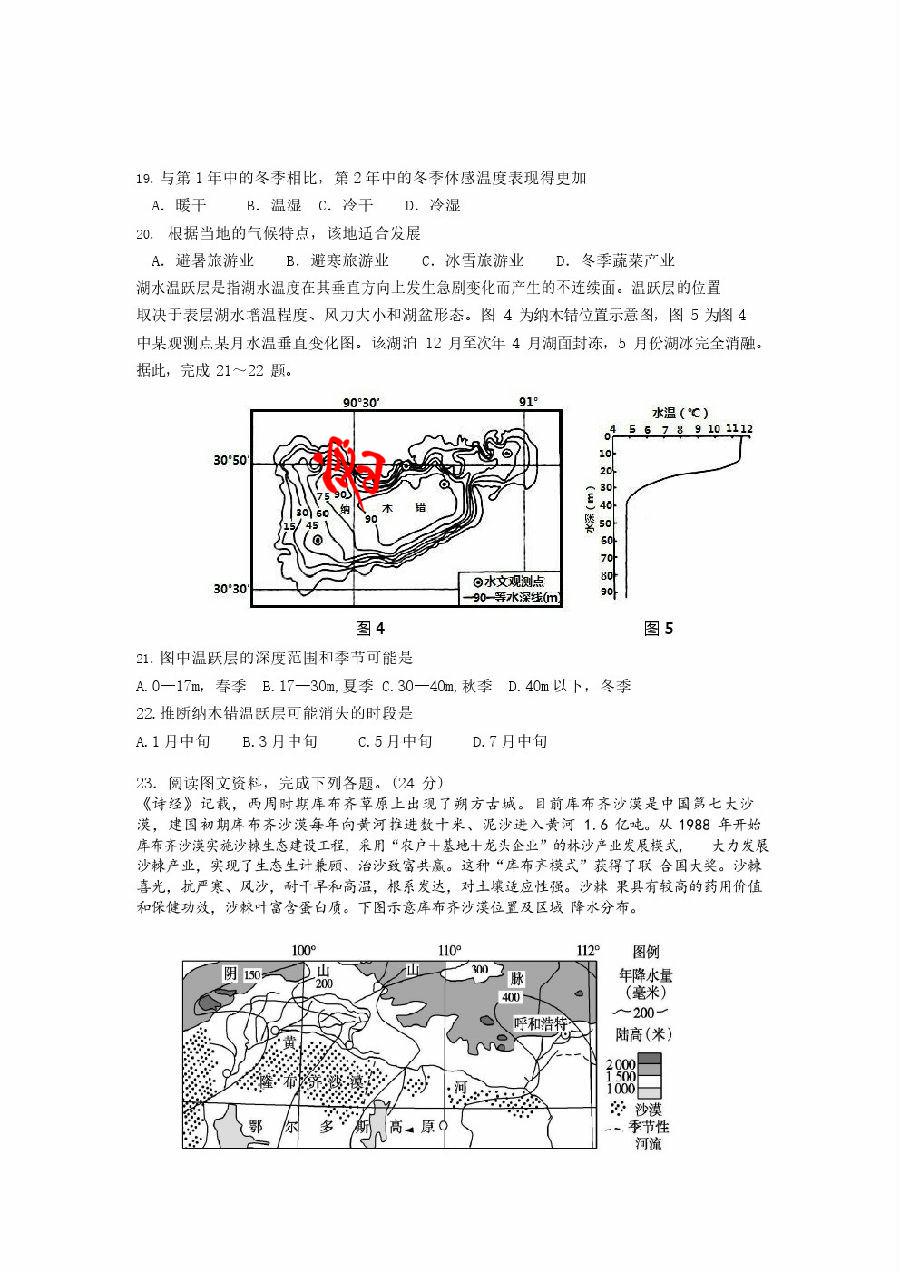 19. 与第 1 年中的冬季相比，第 2 年中的冬季体感温度表现得更加
A. 暖干 B. 温湿 C. 冷干 D. 冷湿
20. 根据当地的气候特点，该地适合发展
A. 避暑旅游业 B. 避寒旅游业 C. 冰雪旅游业 D. 冬季蔬菜产业
湖水温跃层是指湖水温度在其垂直方向上发生急剧变化而产生的不连续面。温跃层的位置
取决于表层湖水增温程度、风力大小和湖盆形态。图 4 为纳木错位置示意图，图 5 为图 4
中某观测点某月水温垂直变化图。该湖泊 12 月至次年 4 月湖面封冻，5 月份湖冰完全消融。
据此，完成 21～22 题。
90°30′ 91°
30°50′
75 90
30 60 纳 木 错
15 45 90
30°30′
水文观测点
90 等水深线(m)
图 4
水温（℃）
4 5 6 7 8 9 10 11 12
0
10
20
30
40
50
60
70
80
90
水深（m）
图 5
21. 图中温跃层的深度范围和季节可能是
A.0—17m，春季 B.17—30m,夏季 C.30—40m,秋季 D.40m以下，冬季
22.推断纳木错温跃层可能消失的时段是
A.1月中旬 B.3月中旬 C.5月中旬 D.7月中旬
23. 阅读图文资料，完成下列各题。(24 分)
《诗经》记载，西周时期库布齐草原上出现了朔方古城。目前库布齐沙漠是中国第七大沙
漠，建国初期库布齐沙漠每年向黄河推进数十米、泥沙进入黄河 1.6 亿吨。从 1988 年开始
库布齐沙漠实施沙棘生态建设工程，采用“农户＋基地＋龙头企业”的林沙产业发展模式， 大力发展
沙棘产业，实现了生态生计兼顾、治沙致富共赢。这种“库布齐模式”获得了联 合国大奖。沙棘
喜光，抗严寒、风沙，耐干旱和高温，根系发达，对土壤适应性强。沙棘 果具有较高的药用价值
和保健功效，沙棘叶富含蛋白质。下图示意库布齐沙漠位置及区域 降水分布。
100° 110° 112°
阴 150 山 200 山 300 脉 400
呼和浩特
黄
隆 布 齐 沙 漠 河
鄂 尔 多 斯 高 原
图例
年降水量
（毫米）
200
陆高(米)
2 000
1 500
1 000
沙漠
季节性
河流